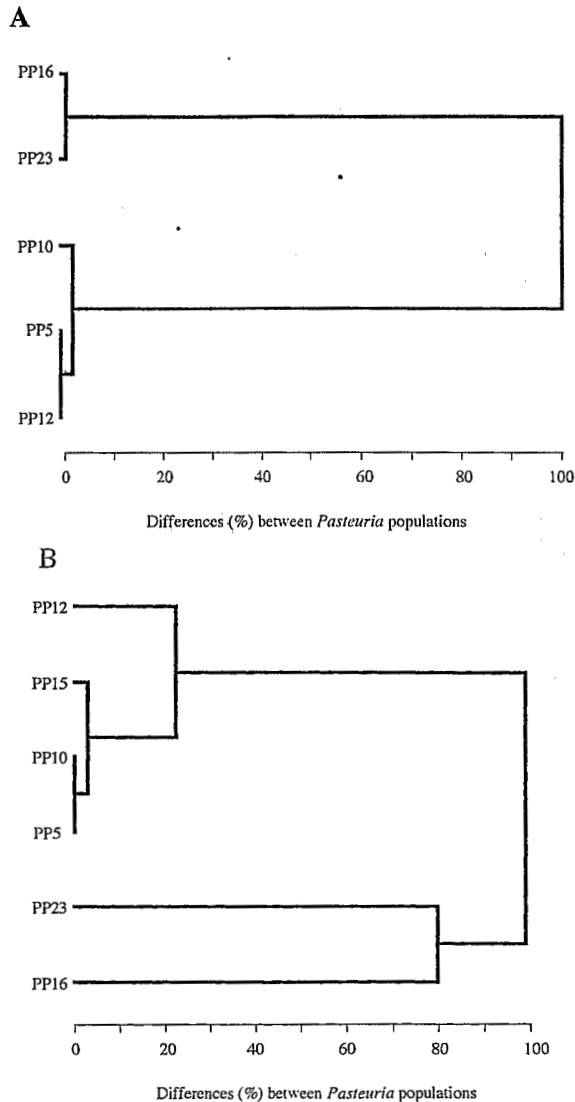 A
PP16
PP23
PP10
PP5
PP12
0 20 40 60 80 100
Differences (%) between Pasteuria populations
B
PP12
PP15
PP10
PP5
PP23
PP16
0 20 40 60 80 100
Differences (%) between Pasteuria populations